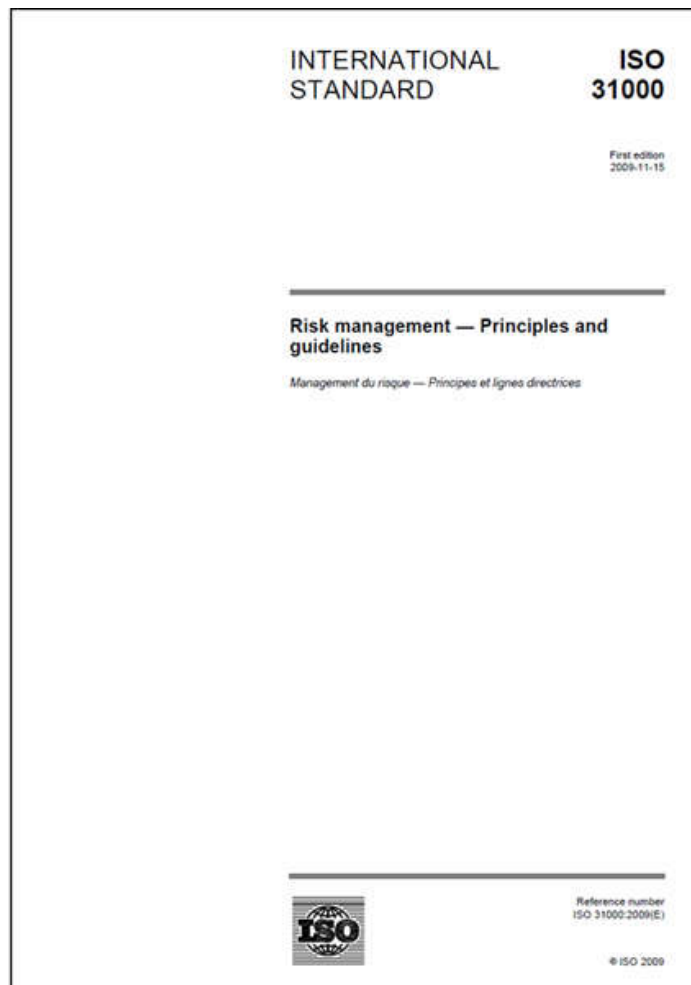 INTERNATIONAL
STANDARD
ISO
31000
First edition
2009-11-15
Risk management — Principles and
guidelines
Management du risque — Principes et lignes directrices
ISO
Reference number
ISO 31000:2009(E)
© ISO 2009